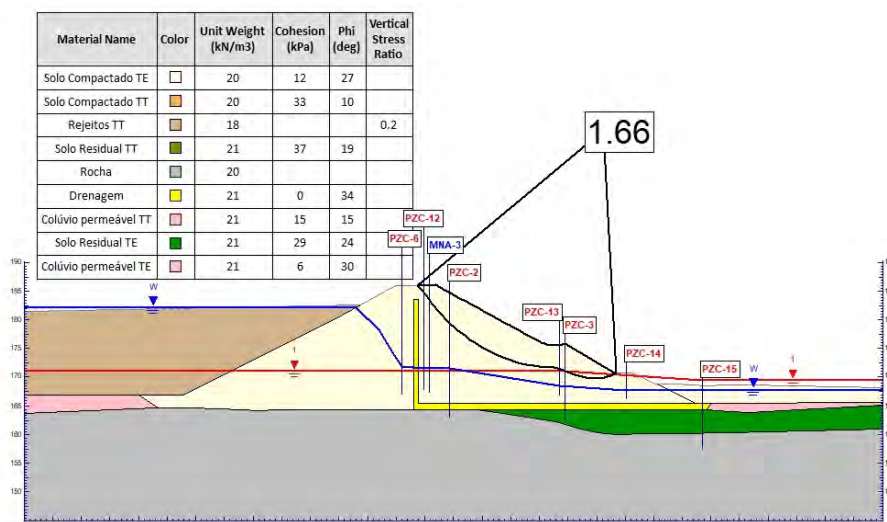 Material Name Color Unit Weight (kN/m3) Cohesion (kPa) Phi (deg) Vertical Stress Ratio
Solo Compactado TE 20 12 27
Solo Compactado TT 20 33 10
Rejeitos TT 18 0.2
Solo Residual TT 21 37 19
Rocha 20
Drenagem 21 0 34
Colúvio permeável TT 21 15 15
Solo Residual TE 21 29 24
Colúvio permeável TE 21 6 30
1.66
PZC-12
PZC-6
MNA-3
PZC-2
PZC-13
PZC-3
PZC-14
PZC-15
W
1
W
1
190
185
180
175
170
165
160
155
150